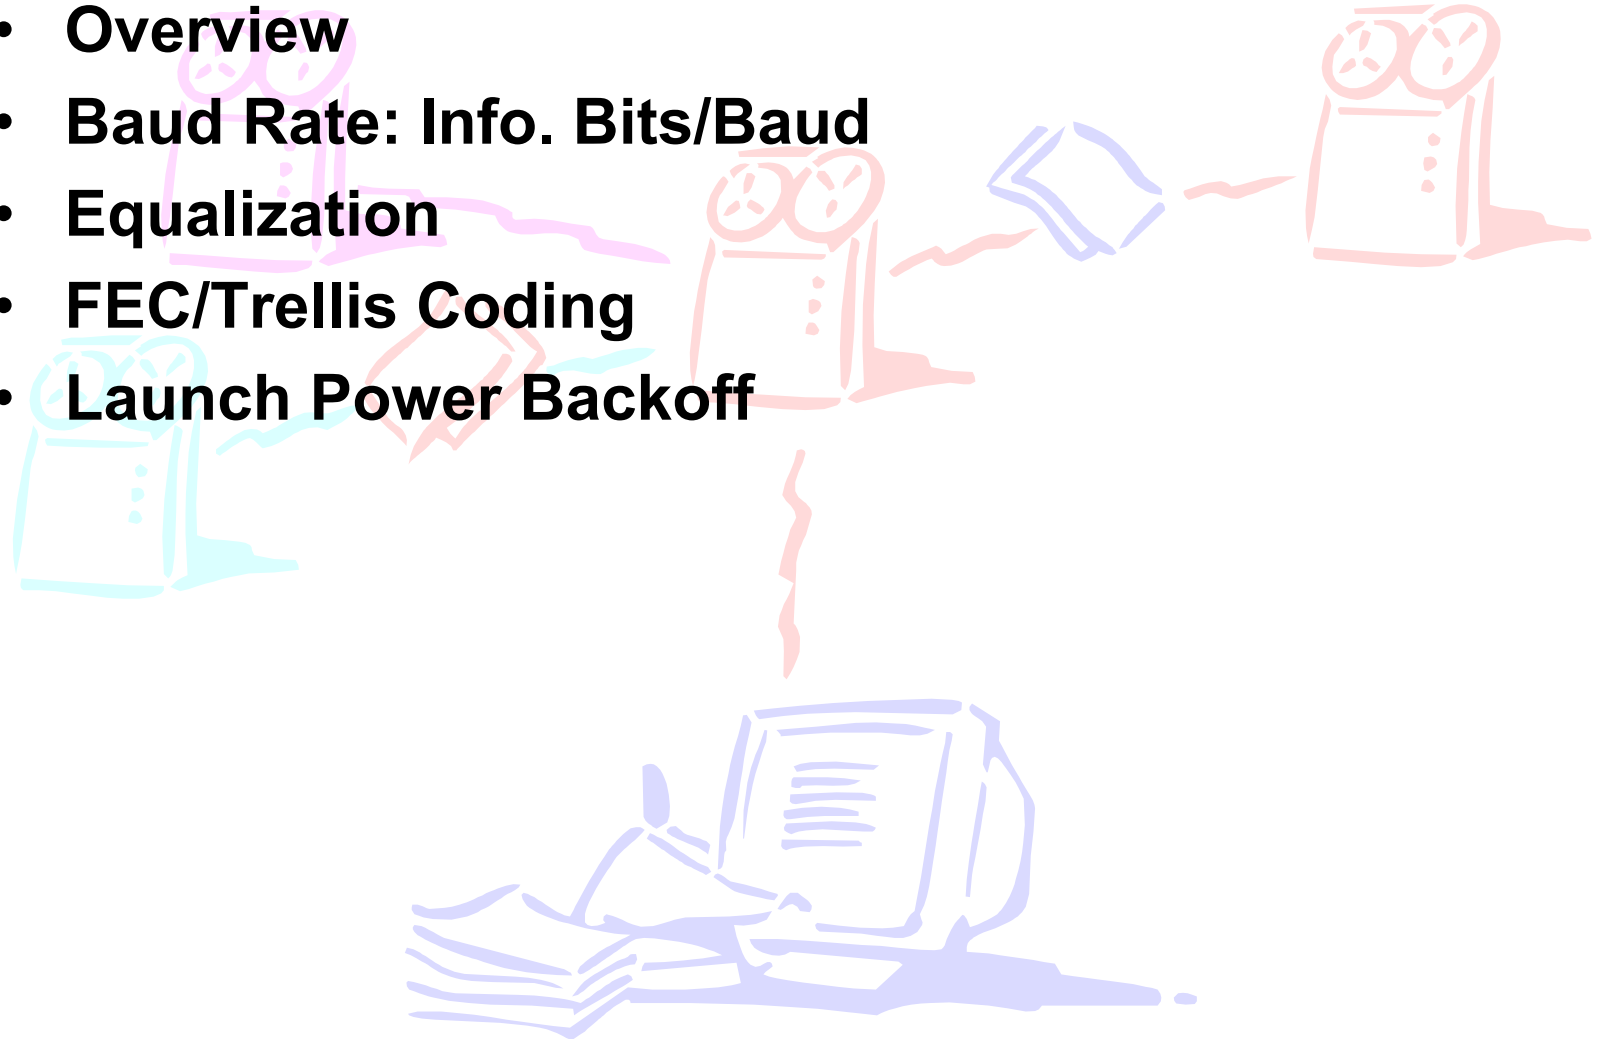 • Overview
• Baud Rate: Info. Bits/Baud
• Equalization
• FEC/Trellis Coding
• Launch Power Backoff